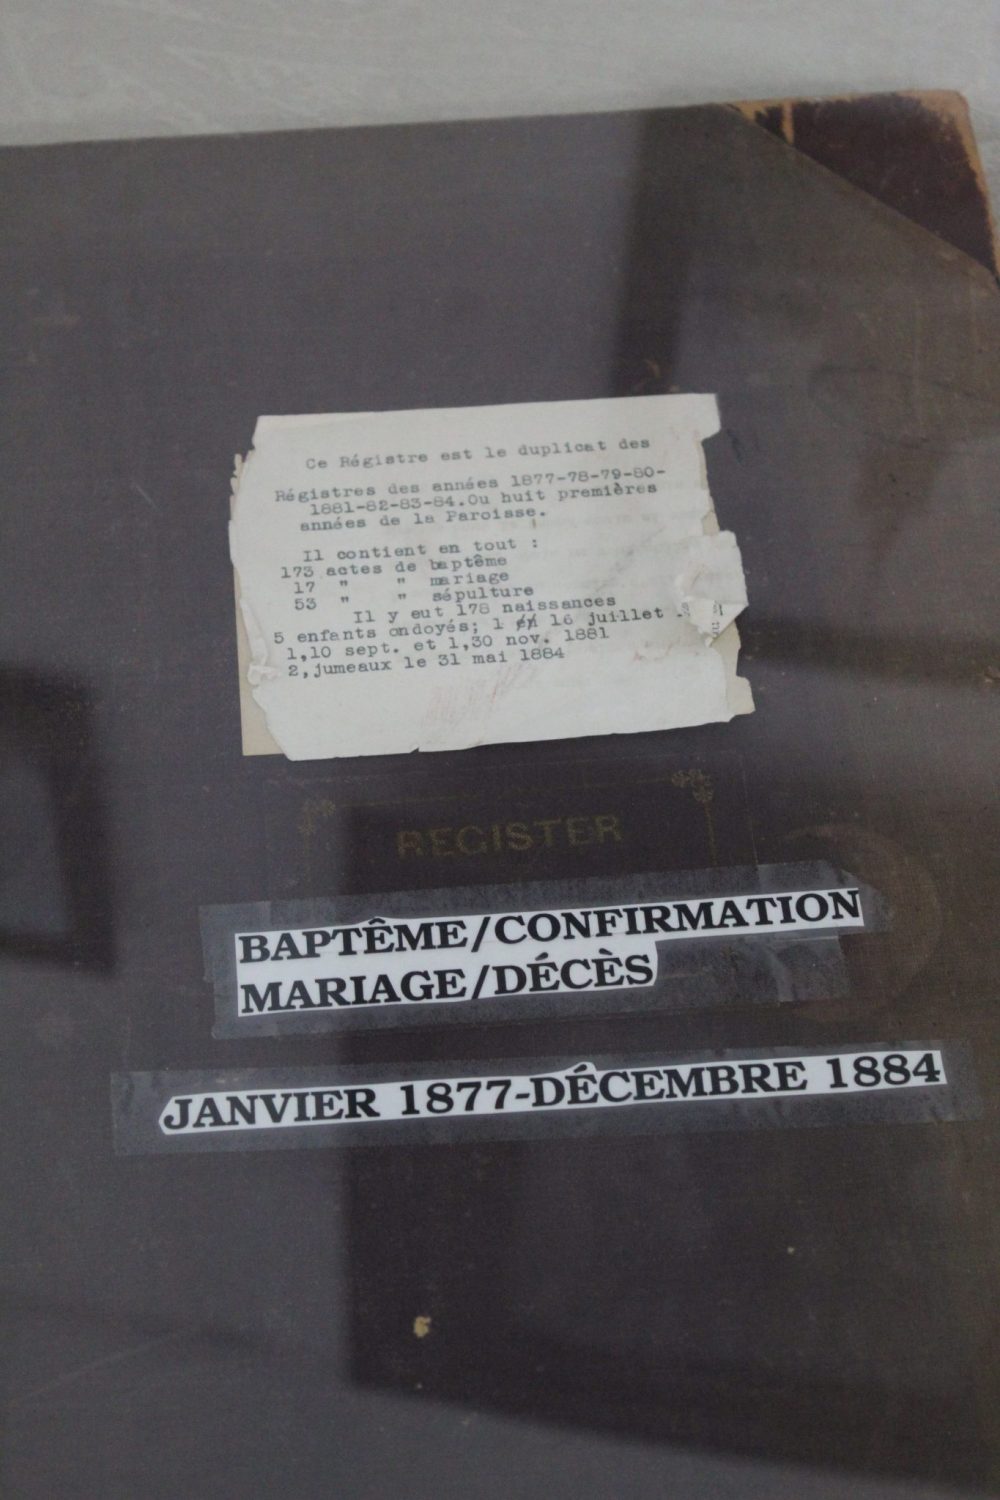 Ce Régistre est le duplicat des
Régistres des années 1877-78-79-80-
1881-82-83-84.Ou huit premières
années de la Paroisse.
Il contient en tout :
173 actes de baptême
17 " " mariage
53 " " sépulture
Il y eut 178 naissances
5 enfants ondoyés; 1 en 16 juillet
1,10 sept. et 1,30 nov. 1881
2,jumeaux le 31 mai 1884
REGISTER
BAPTÊME/CONFIRMATION
MARIAGE/DÉCÈS
JANVIER 1877-DÉCEMBRE 1884